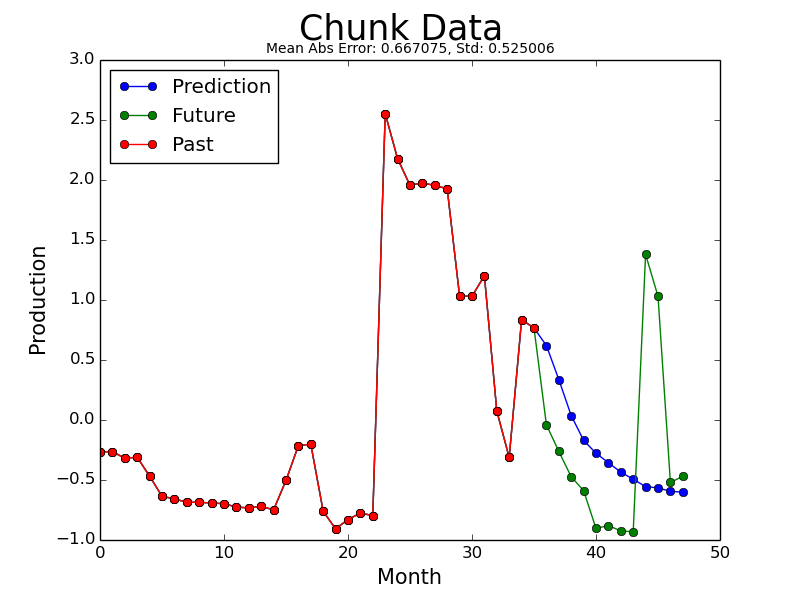 Chunk Data
Mean Abs Error: 0.667075, Std: 0.525006
Prediction
Future
Past
3.0
2.5
2.0
1.5
1.0
0.5
0.0
−0.5
−1.0
Production
0 10 20 30 40 50
Month